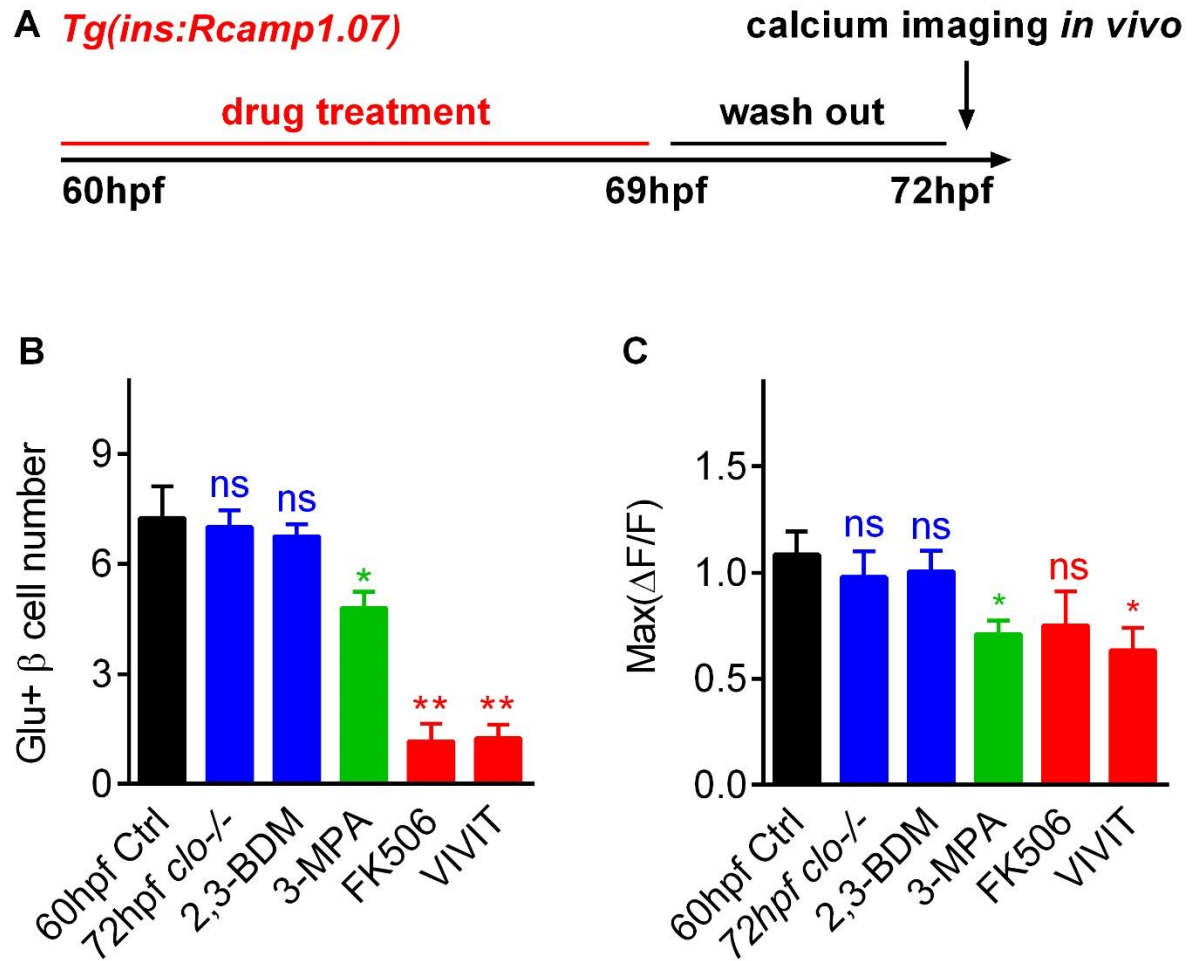 A Tg(ins:Rcamp1.07)
calcium imaging in vivo
drug treatment
wash out
60hpf
69hpf
72hpf
B
Glu+ β cell number
9
6
3
0
ns
ns
*
**
**
60hpf Ctrl
72hpf clo-/-
2,3-BDM
3-MPA
FK506
VIVIT
C
Max(ΔF/F)
1.5
1.0
0.5
0.0
ns
ns
*
ns
*
60hpf Ctrl
72hpf clo-/-
2,3-BDM
3-MPA
FK506
VIVIT